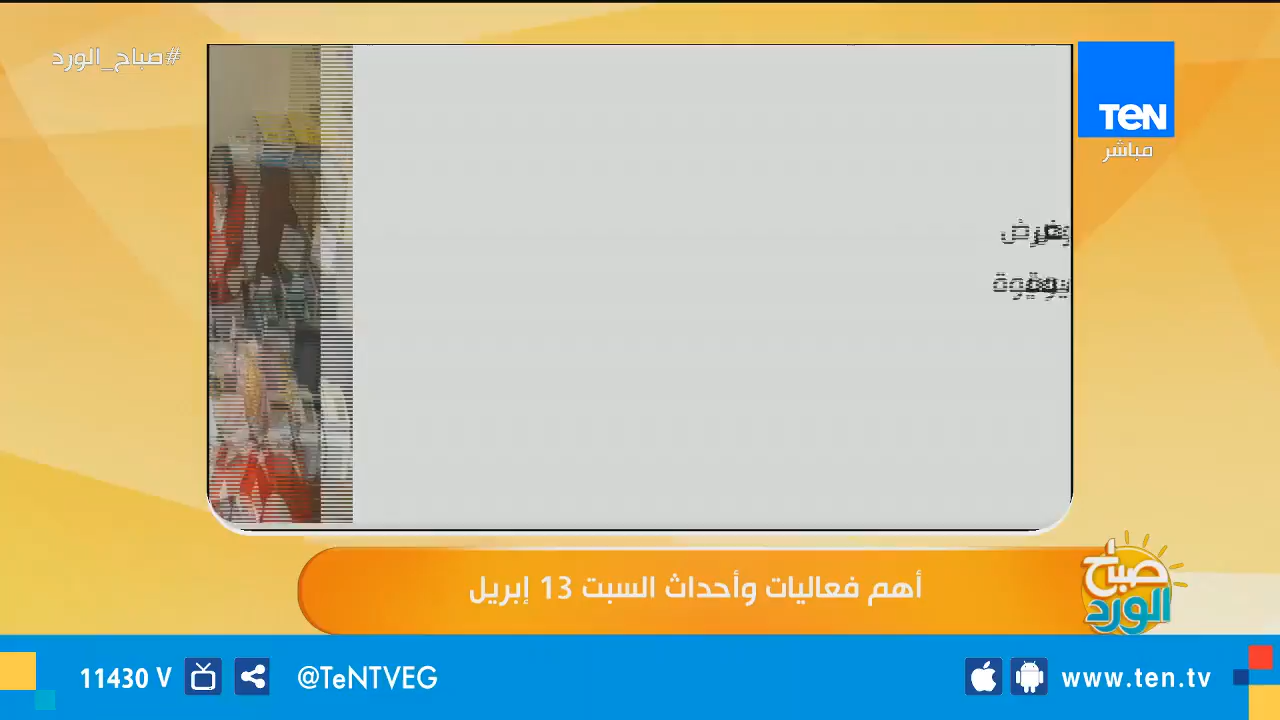 #صباح_الورد
TEN
مباشر
أهم فعاليات وأحداث السبت 13 إبريل
صباح
الورد
11430 V
@TeNTVEG
www.ten.tv